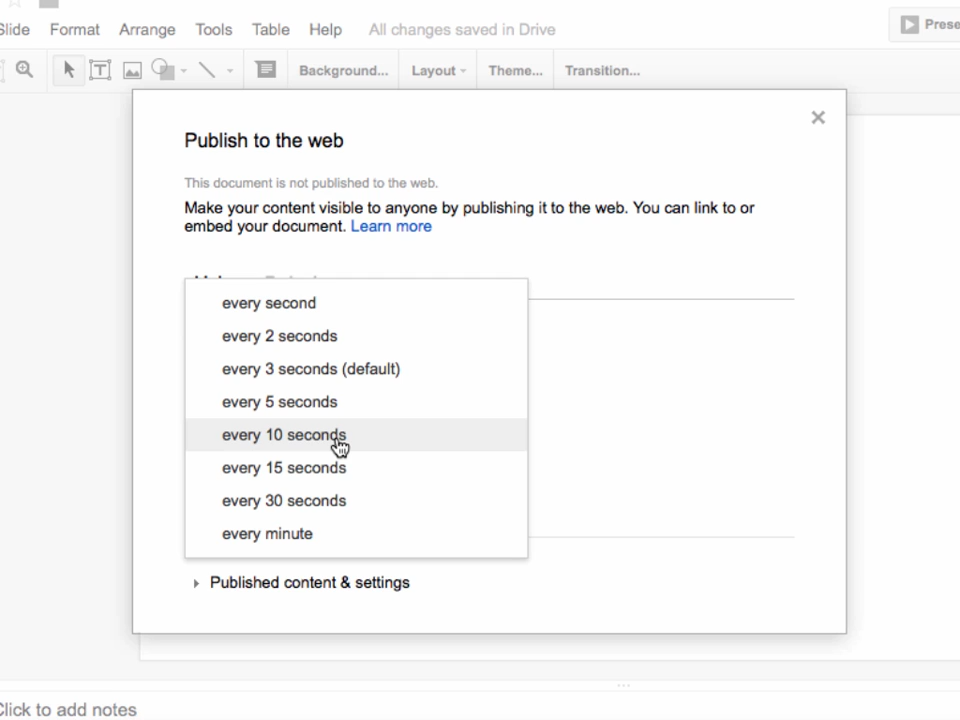 Slide Format Arrange Tools Table Help All changes saved in Drive
Background... Layout Theme... Transition...
Publish to the web
This document is not published to the web.
Make your content visible to anyone by publishing it to the web. You can link to or
embed your document. Learn more
every second
every 2 seconds
every 3 seconds (default)
every 5 seconds
every 10 seconds
every 15 seconds
every 30 seconds
every minute
Published content & settings
Click to add notes